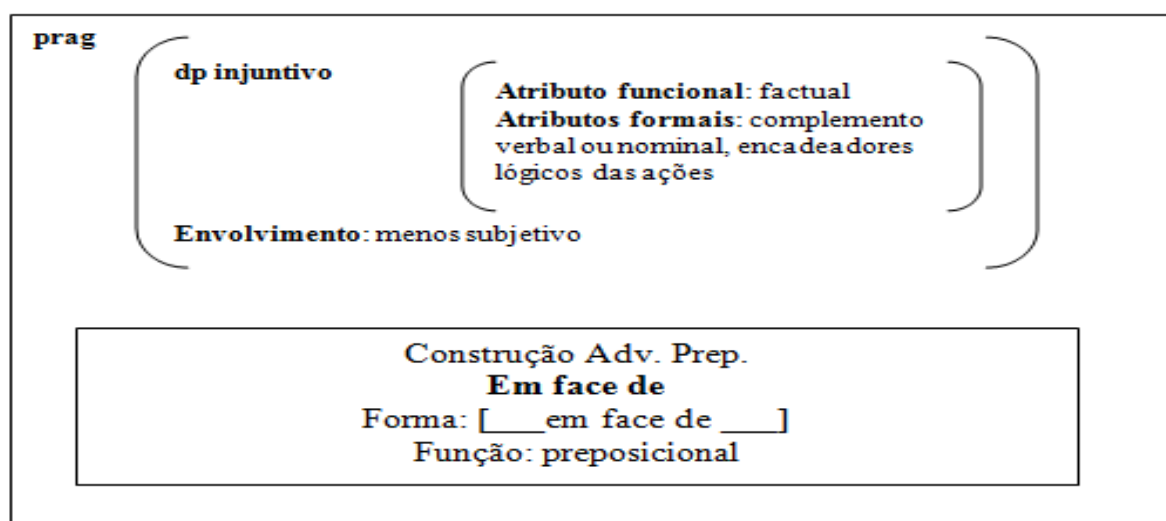 prag
dp injuntivo
Atributo funcional: factual
Atributos formais: complemento
verbal ou nominal, encadeadores
lógicos das ações
Envolvimento: menos subjetivo
Construção Adv. Prep.
Em face de
Forma: [___em face de ___]
Função: preposicional